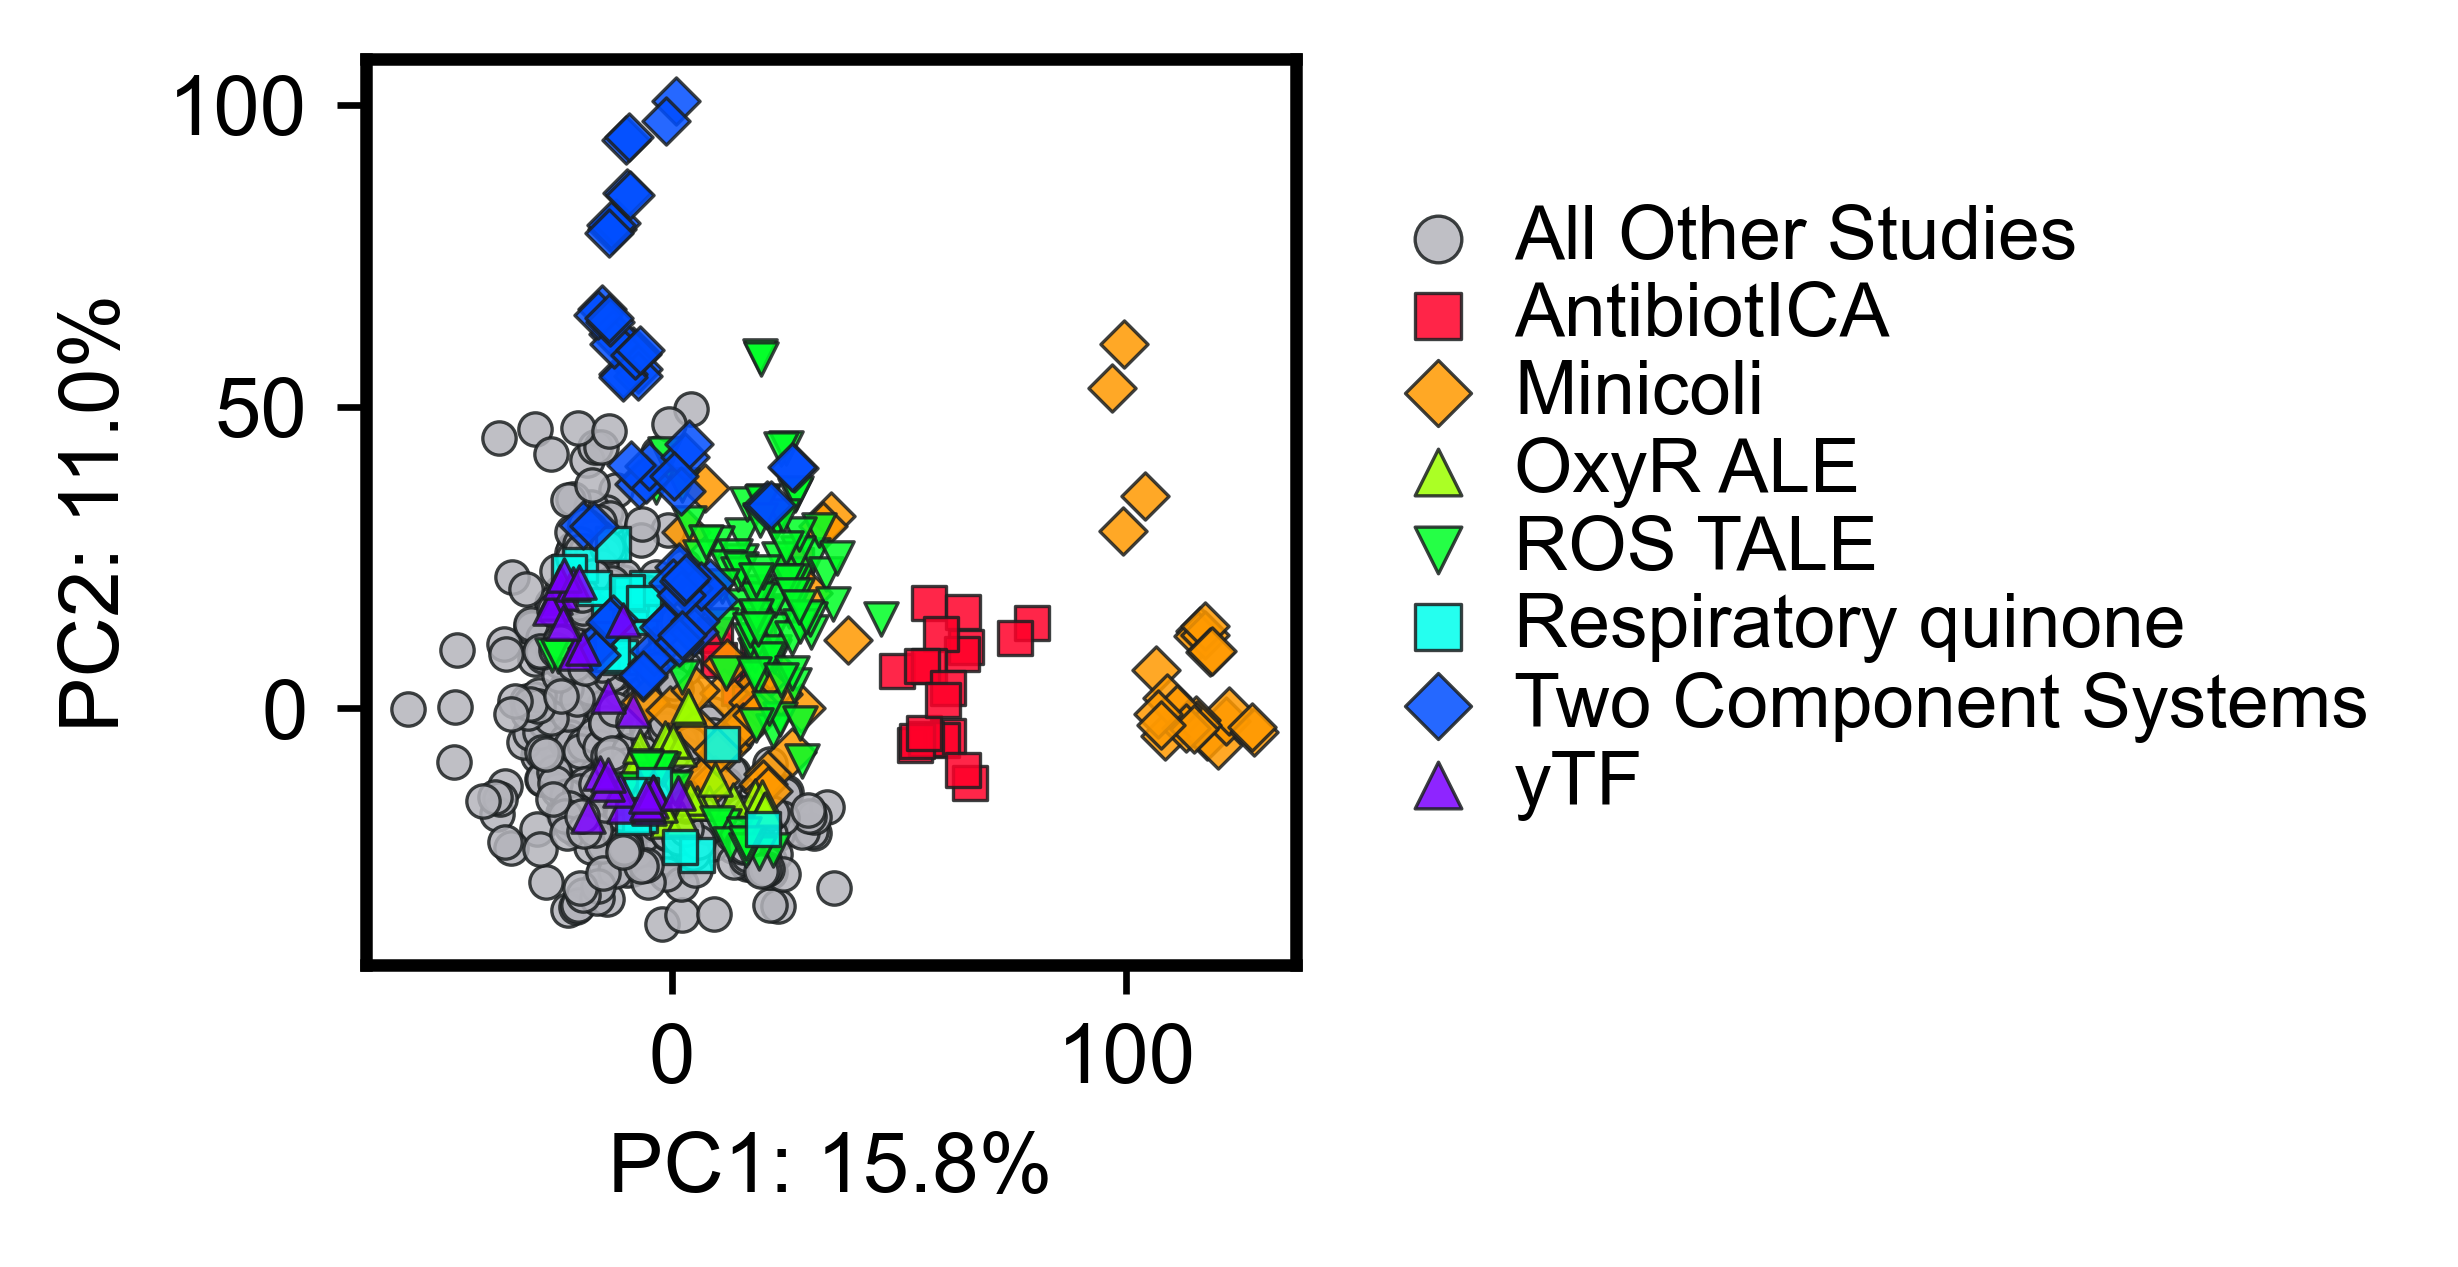 100
50
0
PC2: 11.0%
0 100
PC1: 15.8%
All Other Studies
AntibiotICA
Minicoli
OxyR ALE
ROS TALE
Respiratory quinone
Two Component Systems
yTF